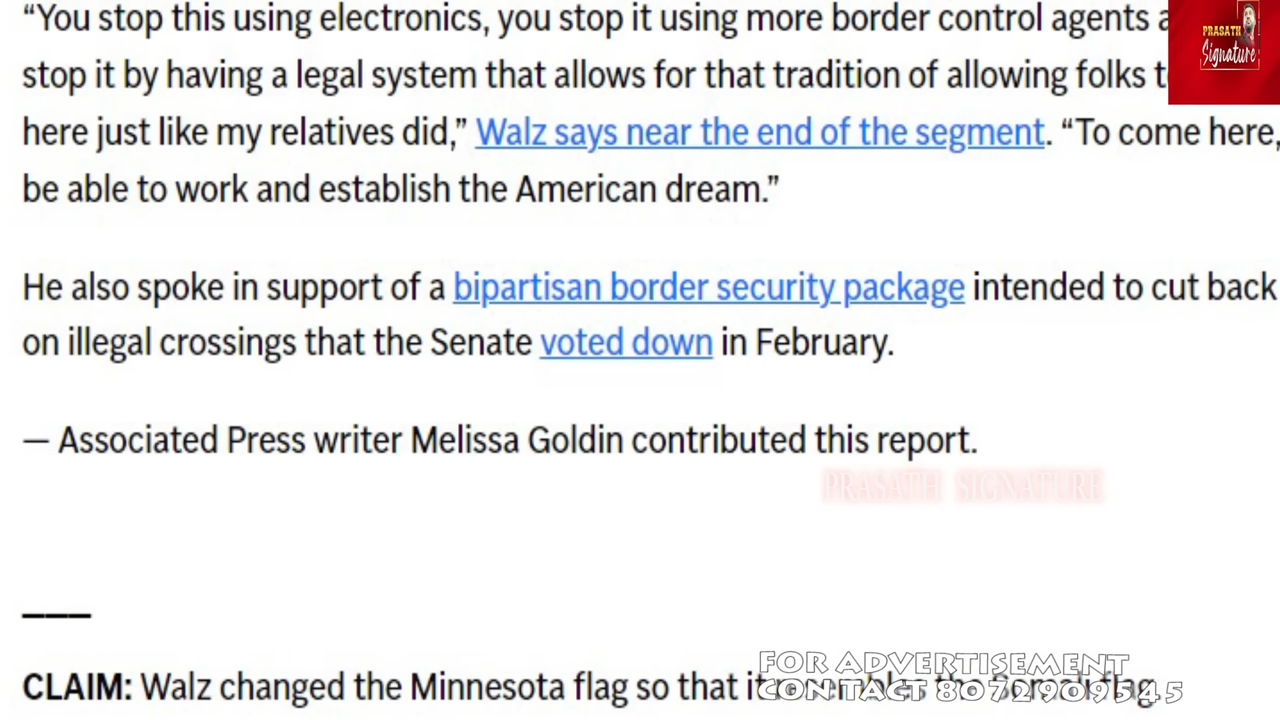 “You stop this using electronics, you stop it using more border control agents
stop it by having a legal system that allows for that tradition of allowing folks
here just like my relatives did,” Walz says near the end of the segment. “To come here,
be able to work and establish the American dream.”
He also spoke in support of a bipartisan border security package intended to cut back
on illegal crossings that the Senate voted down in February.
— Associated Press writer Melissa Goldin contributed this report.
PRASATH SIGNATURE
CLAIM: Walz changed the Minnesota flag so that it resembles the Somali flag
FOR ADVERTISEMENT
CONTACT 8072909545
PRASATH
Signature